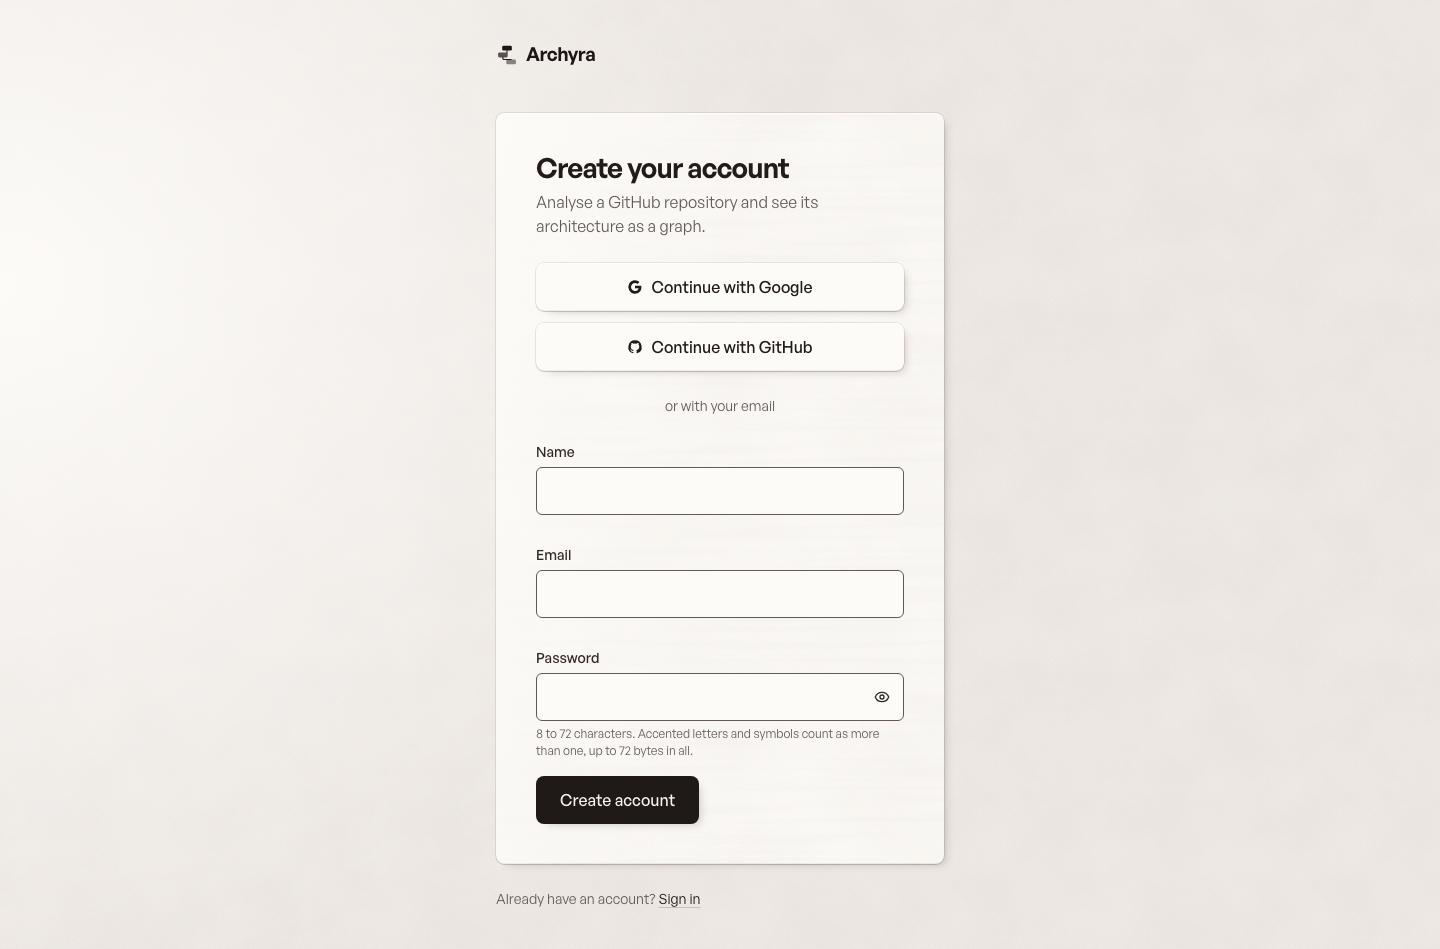 Archyra
Create your account
Analyse a GitHub repository and see its
architecture as a graph.
Continue with Google
Continue with GitHub
or with your email
Name
Email
Password
8 to 72 characters. Accented letters and symbols count as more
than one, up to 72 bytes in all.
Create account
Already have an account? Sign in